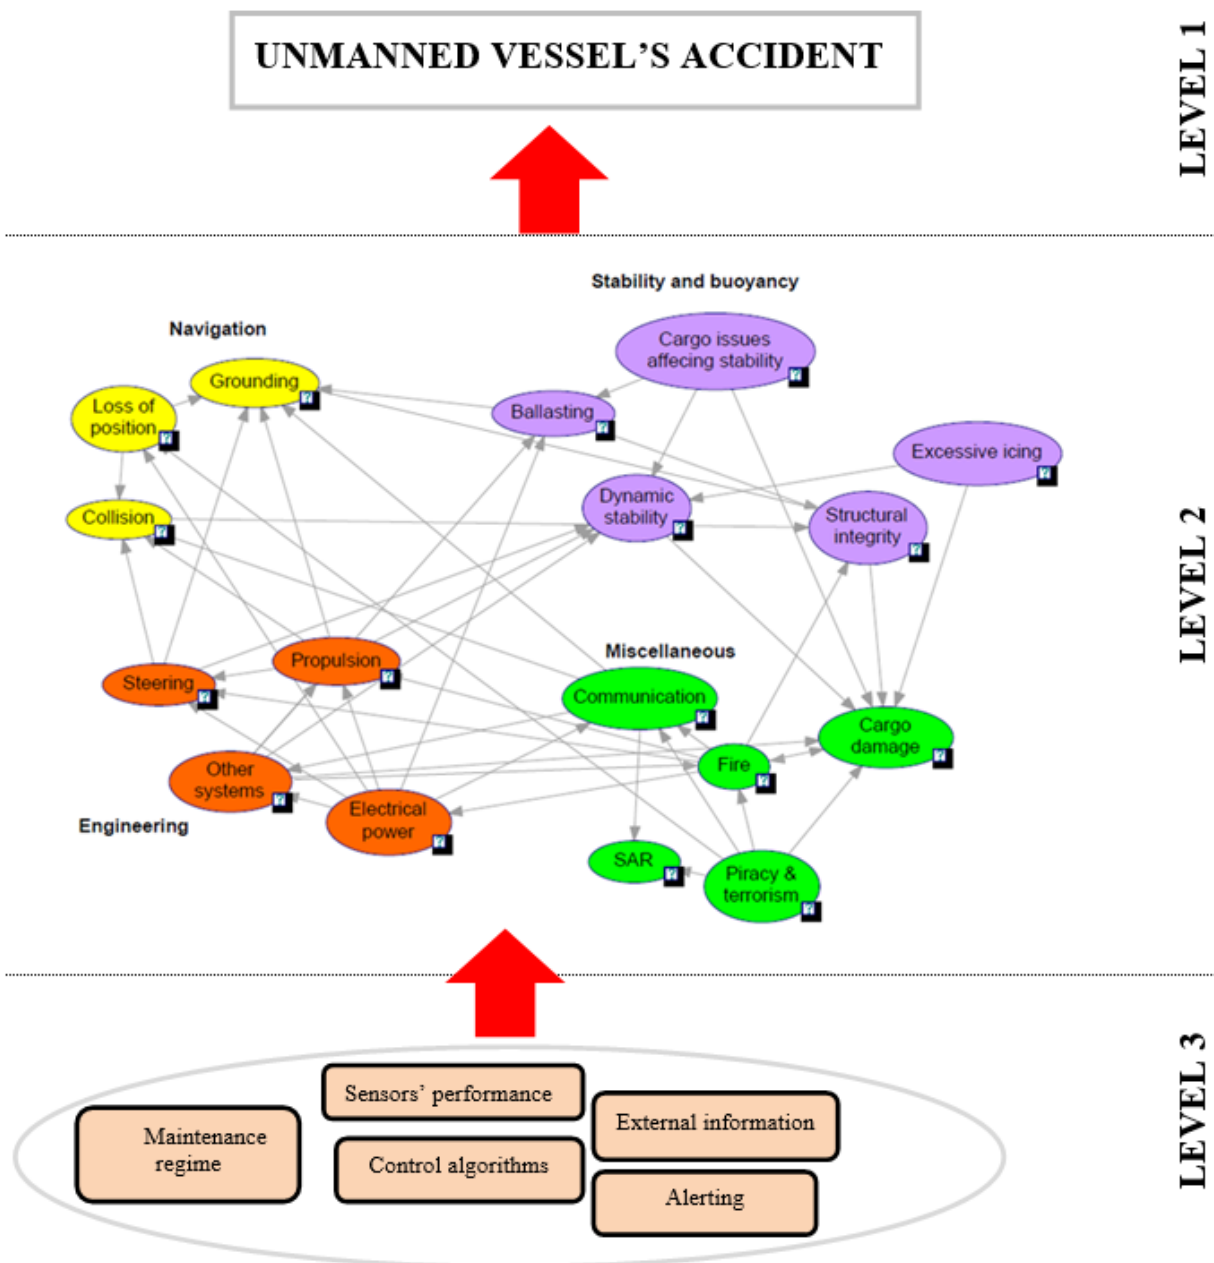 UNMANNED VESSEL'S ACCIDENT
LEVEL 1
Stability and buoyancy
Navigation
Cargo issues
affecing stability
Grounding
Loss of
position
Ballasting
Excessive icing
Dynamic
stability
Collision
Structural
integrity
LEVEL 2
Miscellaneous
Propulsion
Steering
Communication
Cargo
damage
Fire
Other
systems
Electrical
power
Engineering
SAR
Piracy &
terrorism
LEVEL 3
Sensors' performance
External information
Maintenance
regime
Control algorithms
Alerting